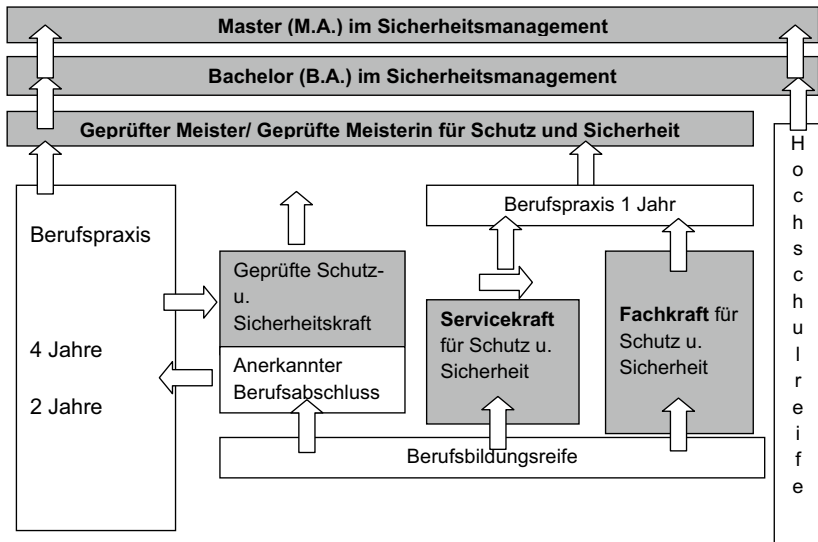 Master (M.A.) im Sicherheitsmanagement
Bachelor (B.A.) im Sicherheitsmanagement
Geprüfter Meister/ Geprüfte Meisterin für Schutz und Sicherheit
Berufspraxis
4 Jahre
2 Jahre
Geprüfte Schutz-
u.
Sicherheitskraft
Anerkannter
Berufsabschluss
Berufspraxis 1 Jahr
Servicekraft
für Schutz u.
Sicherheit
Fachkraft für
Schutz u.
Sicherheit
Berufsbildungsreife
H
o
c
h
s
c
h
u
l
r
e
i
f
e